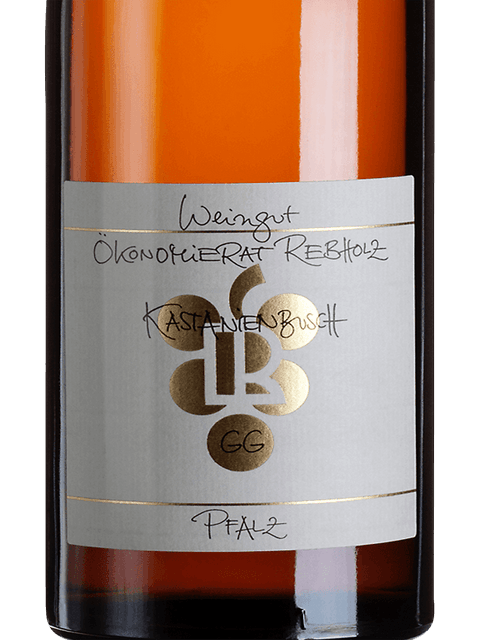 Weingut
ÖKONOMIERAT REBHOLZ
KASTANIENBUSCH
R
GG
PFALZ